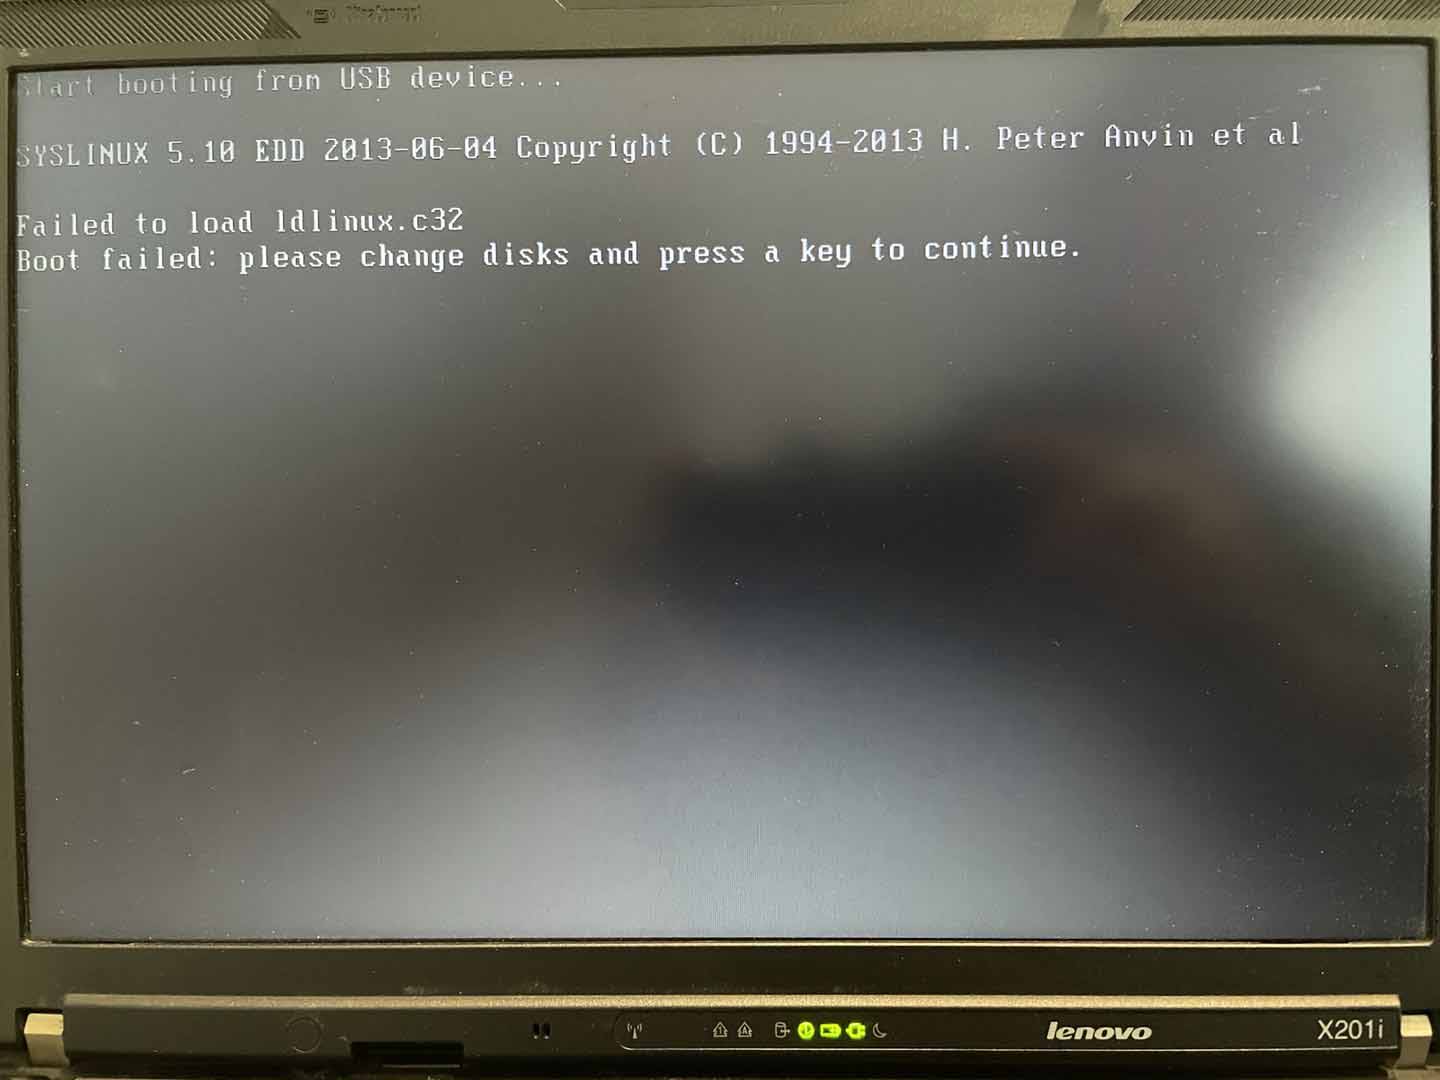 Start booting from USB device...
SYSLINUX 5.10 EDD 2013-06-04 Copyright (C) 1994-2013 H. Peter Anvin et al
Failed to load ldlinux.c32
Boot failed: please change disks and press a key to continue.
lenovo
X201i